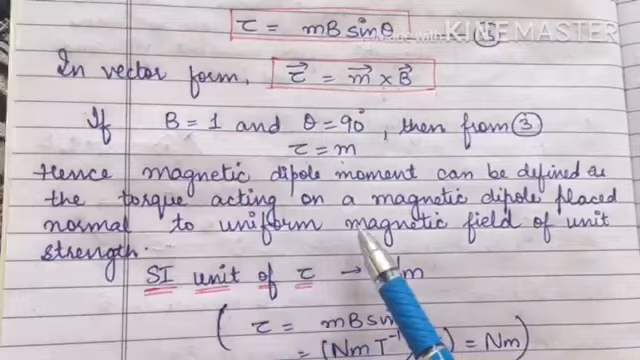 τ = mB sinθ
KINEMASTER
In vector form, τ⃗ = m⃗ × B⃗
If B = 1 and θ = 90°, then from ③
τ = m
Hence magnetic dipole moment can be defined as
the torque acting on a magnetic dipole placed
normal to uniform magnetic field of unit
strength.
SI unit of τ → m
( τ = mB sin
= (Nm T⁻¹ ) = Nm )